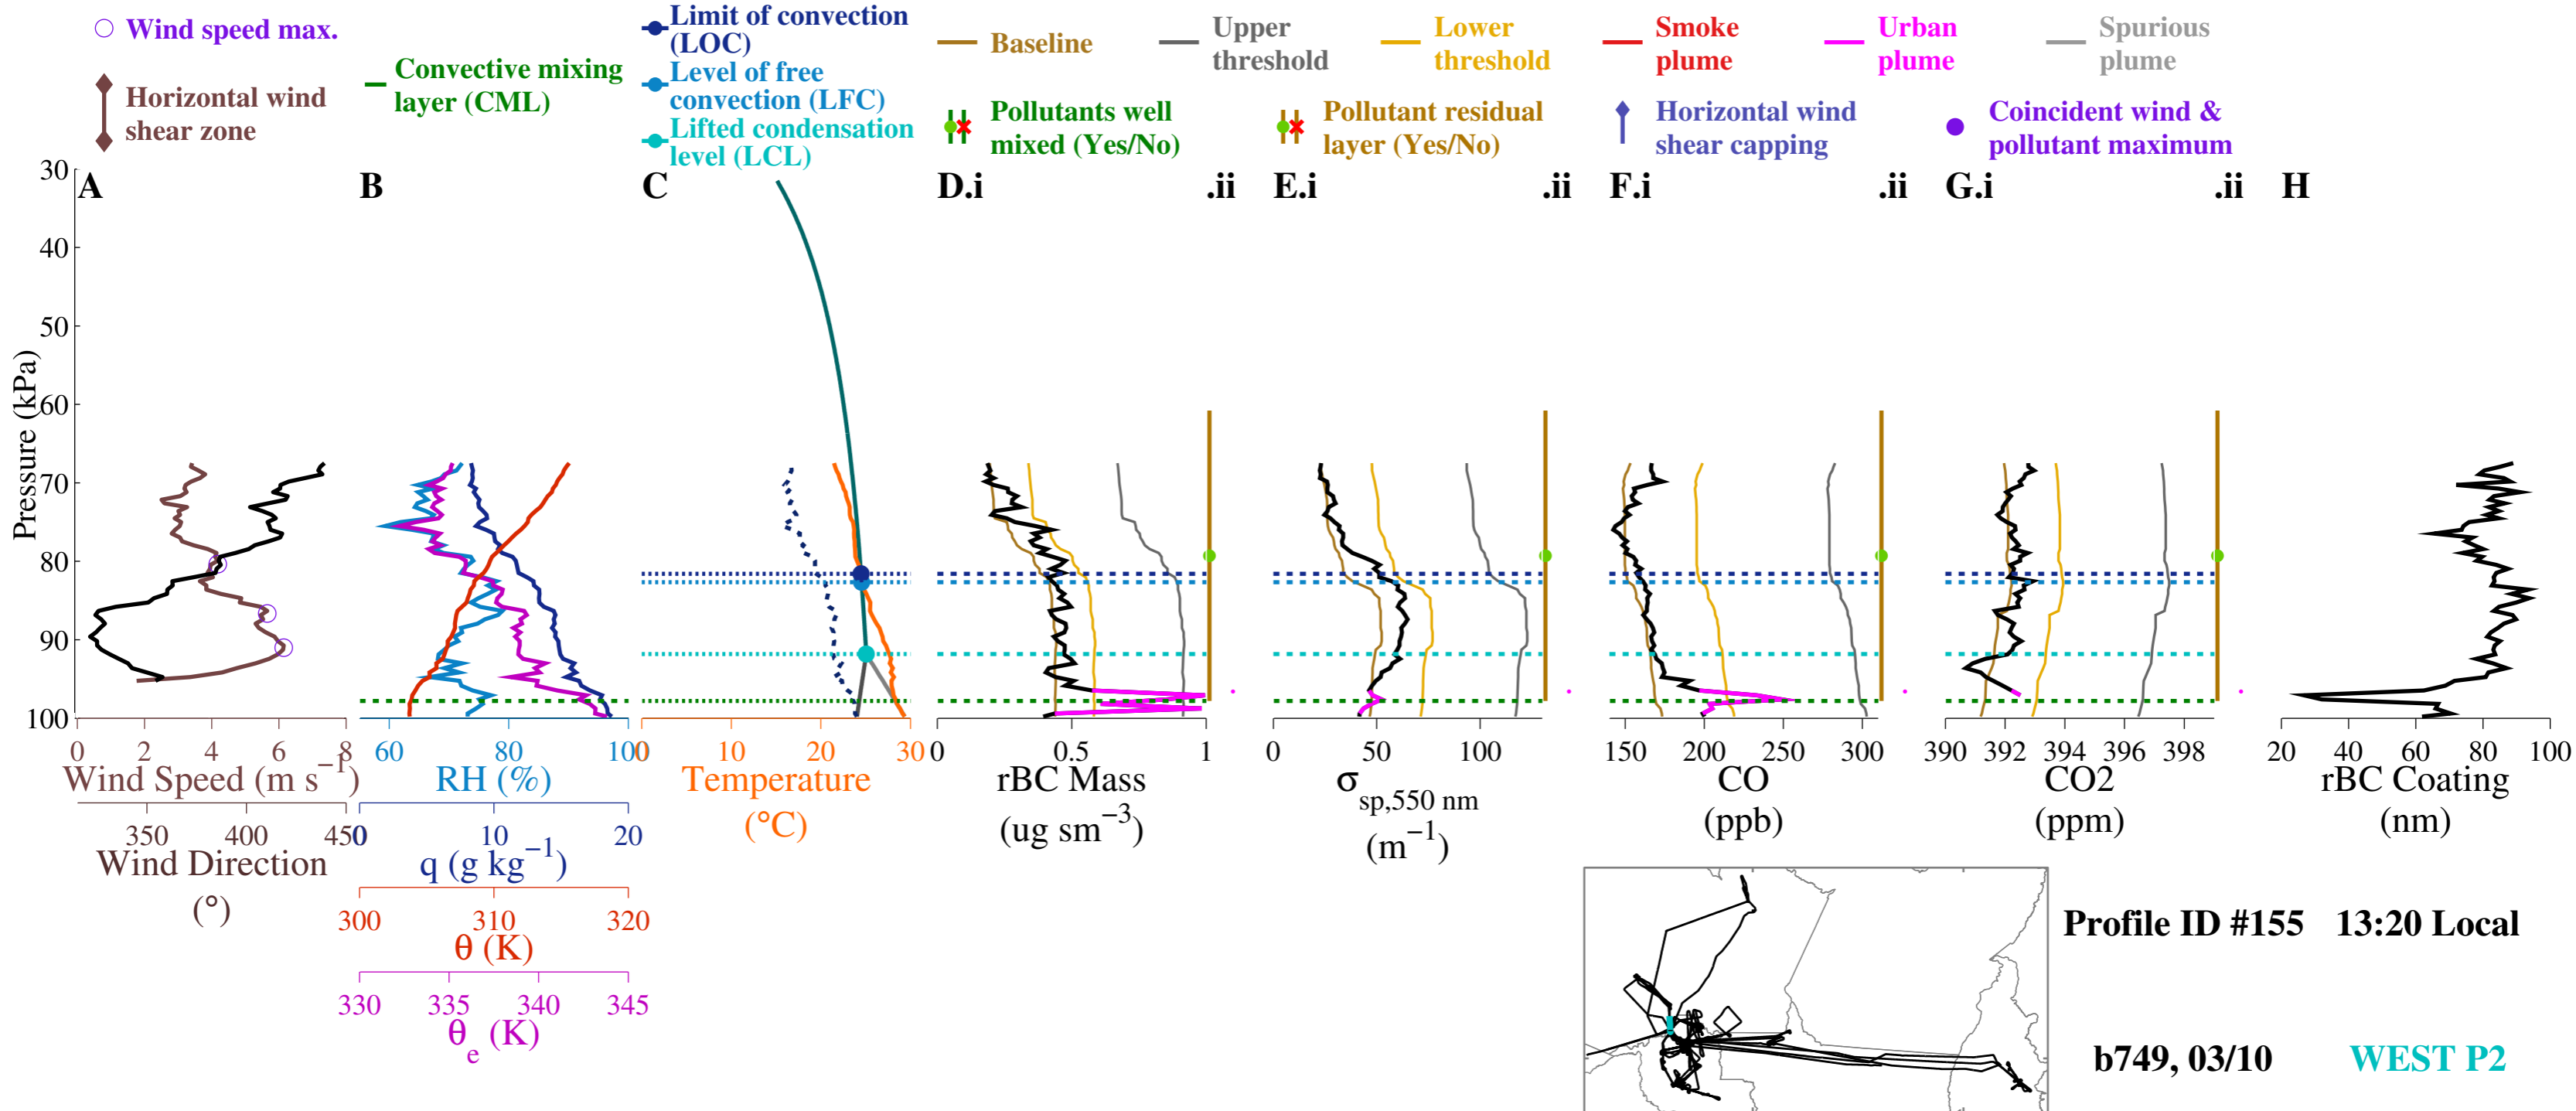 Wind speed max.
Horizontal wind
shear zone
Convective mixing
layer (CML)
Limit of convection
(LOC)
Level of free
convection (LFC)
Lifted condensation
level (LCL)
Baseline
Upper
threshold
Lower
threshold
Smoke
plume
Urban
plume
Spurious
plume
Pollutants well
mixed (Yes/No)
Pollutant residual
layer (Yes/No)
Horizontal wind
shear capping
Coincident wind &
pollutant maximum
A B C D.i .ii E.i .ii F.i .ii G.i .ii H
Pressure (kPa)
30
40
50
60
70
80
90
100
0 2 4 6 8
Wind Speed (m s−1)
350 400 450
Wind Direction
(°)
60 80 100
RH (%)
0 10 20
q (g kg−1)
300 310 320
θ (K)
330 335 340 345
θe (K)
0 10 20 30
Temperature
(°C)
0 0.5 1
rBC Mass
(ug sm−3)
0 50 100
σsp,550 nm
(m−1)
150 200 250 300
CO
(ppb)
390 392 394 396 398
CO2
(ppm)
20 40 60 80 100
rBC Coating
(nm)
Profile ID #155 13:20 Local
b749, 03/10 WEST P2